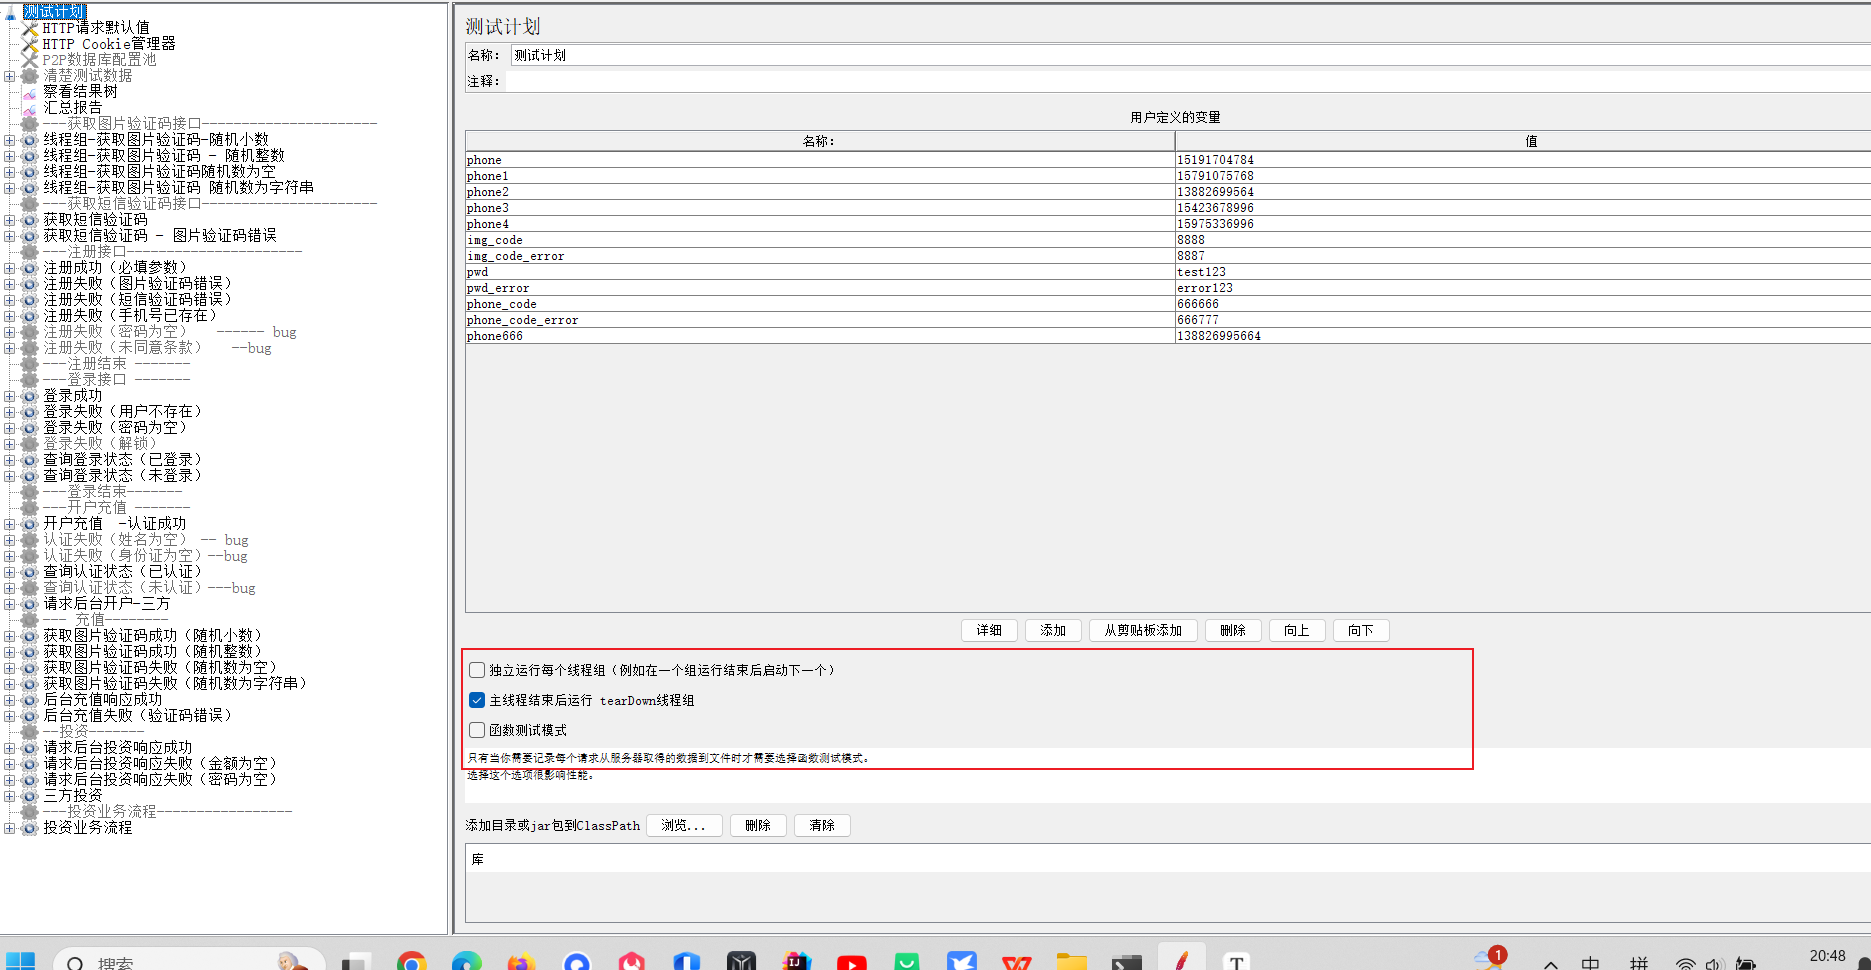 测试计划
HTTP请求默认值
HTTP Cookie管理器
P2P数据库配置池
清楚测试数据
察看结果树
汇总报告
---获取图片验证码接口----------------------
线程组-获取图片验证码-随机小数
线程组-获取图片验证码 - 随机整数
线程组-获取图片验证码随机数为空
线程组-获取图片验证码 随机数为字符串
---获取短信验证码接口----------------------
获取短信验证码
获取短信验证码 - 图片验证码错误
---注册接口----------------------
注册成功（必填参数）
注册失败（图片验证码错误）
注册失败（短信验证码错误）
注册失败（手机号已存在）
注册失败（密码为空） ------ bug
注册失败（未同意条款） --bug
---注册结束 -------
---登录接口 -------
登录成功
登录失败（用户不存在）
登录失败（密码为空）
登录失败（解锁）
查询登录状态（已登录）
查询登录状态（未登录）
---登录结束-------
---开户充值 -------
开户充值 -认证成功
认证失败（姓名为空） -- bug
认证失败（身份证为空）--bug
查询认证状态（已认证）
查询认证状态（未认证）---bug
请求后台开户-三方
--- 充值--------
获取图片验证码成功（随机小数）
获取图片验证码成功（随机整数）
获取图片验证码失败（随机数为空）
获取图片验证码失败（随机数为字符串）
后台充值响应成功
后台充值失败（验证码错误）
--投资-------
请求后台投资响应成功
请求后台投资响应失败（金额为空）
请求后台投资响应失败（密码为空）
三方投资
---投资业务流程-----------------
投资业务流程
测试计划
名称： 测试计划
注释：
用户定义的变量
名称： 值
phone 15191704784
phone1 15791075768
phone2 13882699564
phone3 15423678996
phone4 15975336996
img_code 8888
img_code_error 8887
pwd test123
pwd_error error123
phone_code 666666
phone_code_error 666777
phone666 138826995664
详细 添加 从剪贴板添加 删除 向上 向下
独立运行每个线程组（例如在一个组运行结束后启动下一个）
主线程结束后运行 tearDown线程组
函数测试模式
只有当你需要记录每个请求从服务器取得的数据到文件时才需要选择函数测试模式。
选择这个选项很影响性能。
添加目录或jar包到ClassPath 浏览... 删除 清除
库
搜索
IJ
T
1
中
拼
20:48